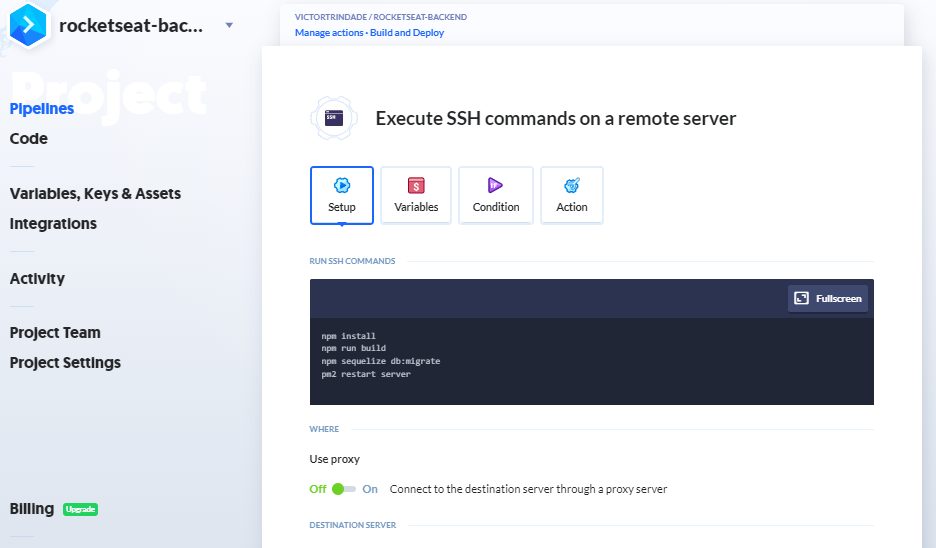 rocketseat-bac...
Project
Pipelines
Code
Variables, Keys & Assets
Integrations
Activity
Project Team
Project Settings
Billing Upgrade
VICTORTRINDADE / ROCKETSEAT-BACKEND
Manage actions · Build and Deploy
SSH
Execute SSH commands on a remote server
Setup
Variables
Condition
Action
RUN SSH COMMANDS
Fullscreen
npm install
npm run build
npm sequelize db:migrate
pm2 restart server
WHERE
Use proxy
Off On Connect to the destination server through a proxy server
DESTINATION SERVER